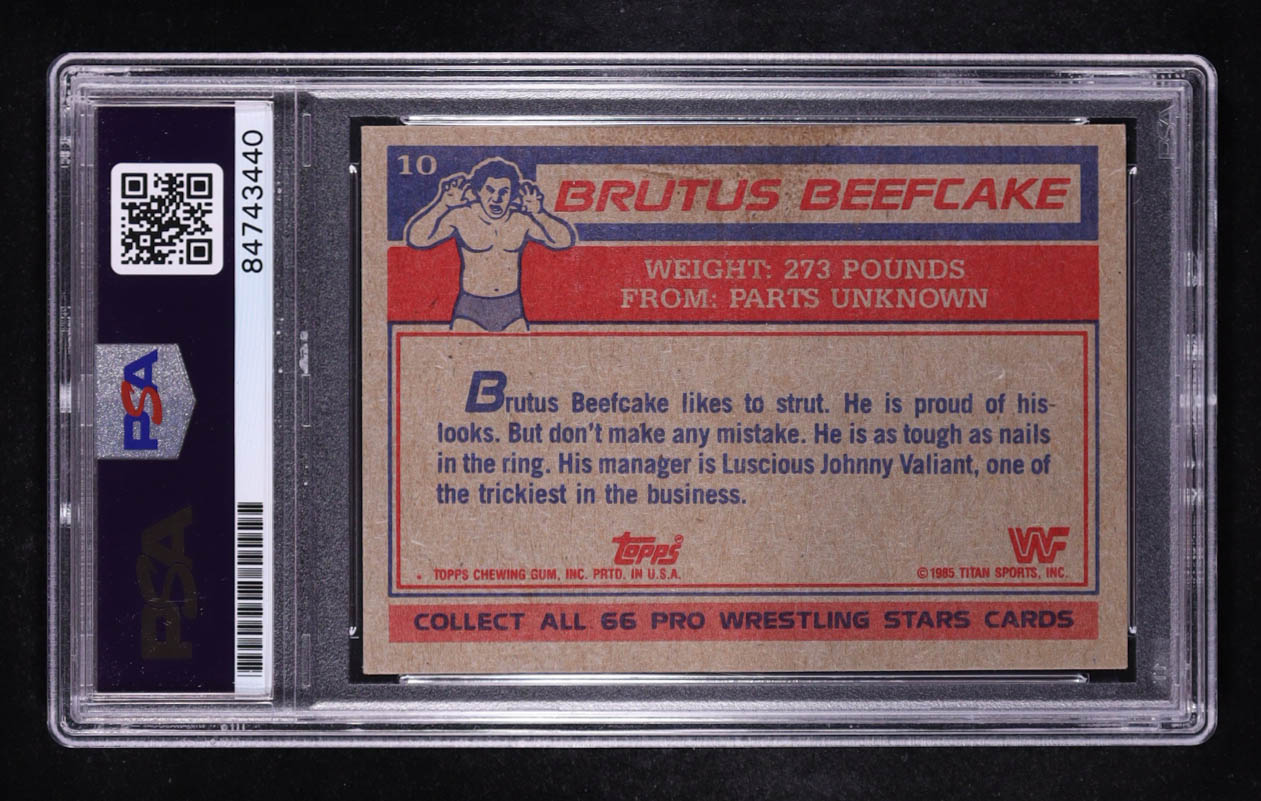 84743440
PSA
PSA
10
BRUTUS BEEFCAKE
WEIGHT: 273 POUNDS
FROM: PARTS UNKNOWN
Brutus Beefcake likes to strut. He is proud of his-
looks. But don't make any mistake. He is as tough as nails
in the ring. His manager is Luscious Johnny Valiant, one of
the trickiest in the business.
topps®
WF
* TOPPS CHEWING GUM, INC. PRTD. IN U.S.A.
©1985 TITAN SPORTS, INC.
COLLECT ALL 66 PRO WRESTLING STARS CARDS